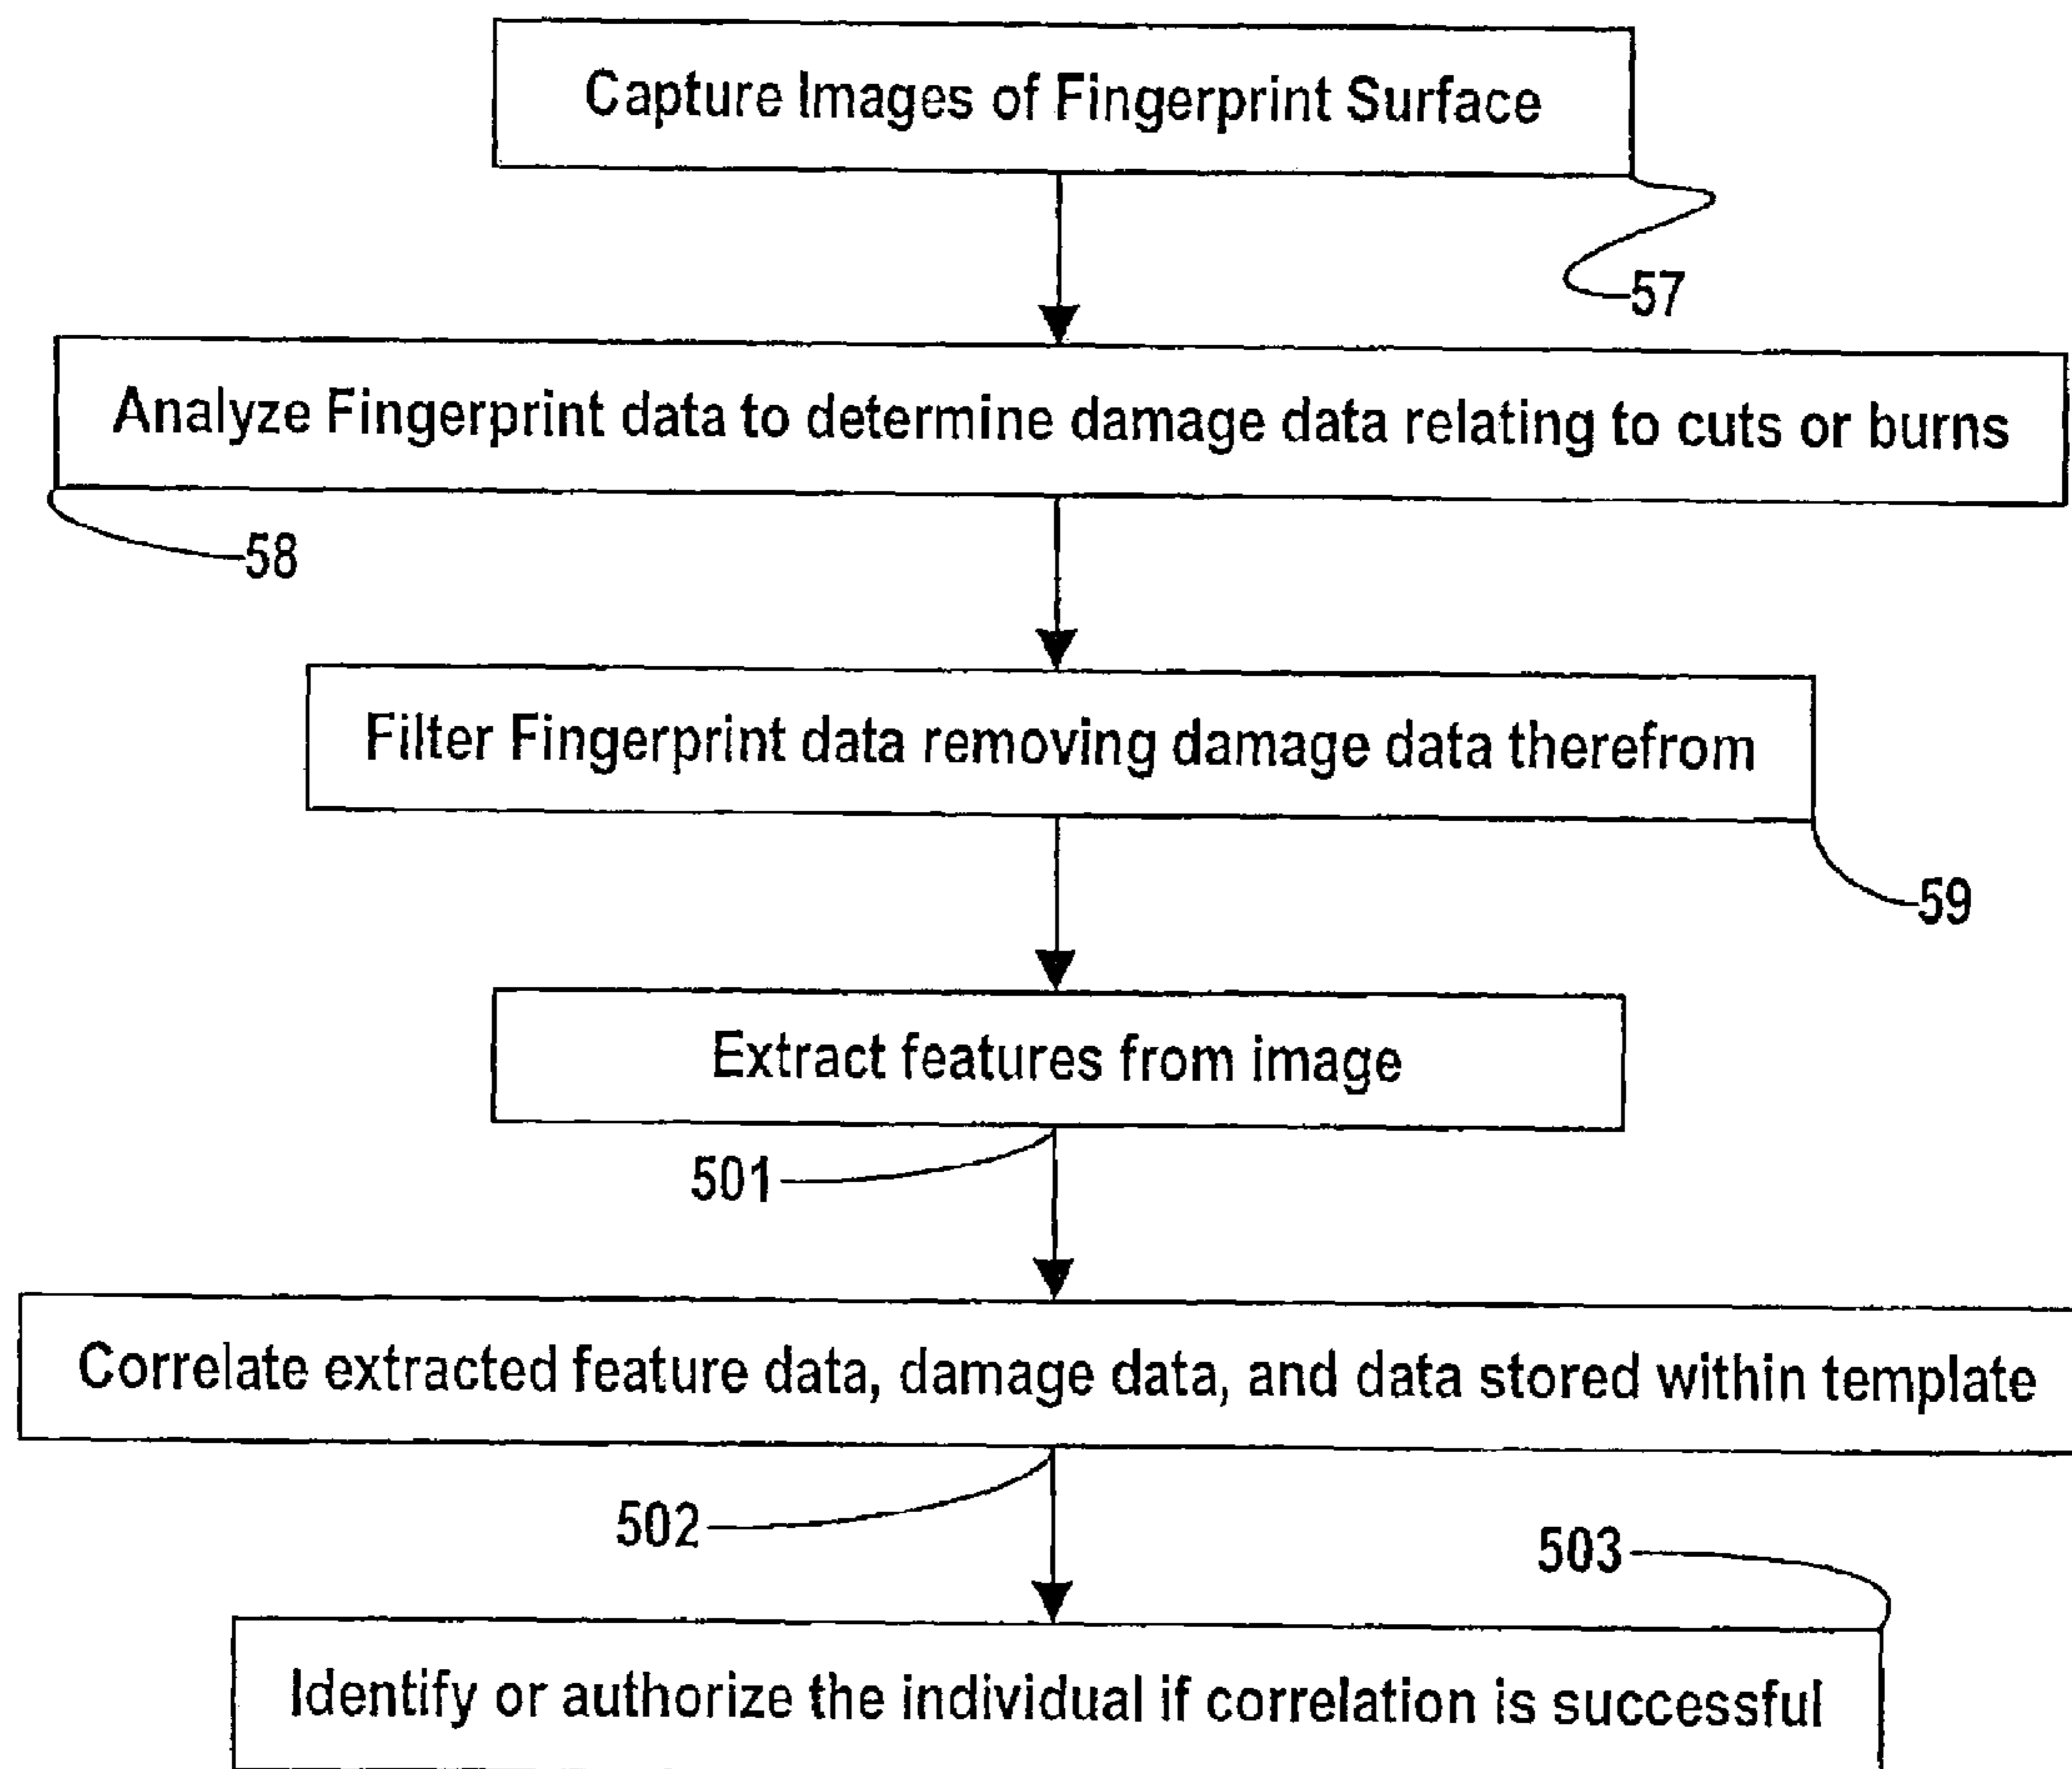 Capture Images of Fingerprint Surface
57
Analyze Fingerprint data to determine damage data relating to cuts or burns
58
Filter Fingerprint data removing damage data therefrom
59
Extract features from image
501
Correlate extracted feature data, damage data, and data stored within template
502
503
Identify or authorize the individual if correlation is successful